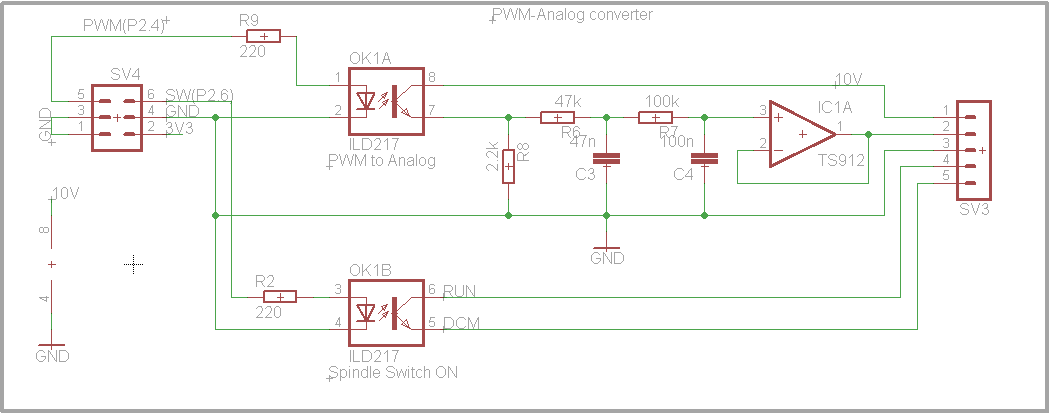 PWM-Analog converter
PWM(P2.4)
R9
220
SV4
5
3
1
6
4
2
SW(P2.6)
GND
3V3
GND
OK1A
1
2
8
7
ILD217
PWM to Analog
10V
47k
R6
100k
R7
2.2k
R8
47n
C3
100n
C4
3
2
1
IC1A
TS912
1
2
3
4
5
SV3
GND
10V
8
4
GND
R2
220
OK1B
3
4
6
5
RUN
DCM
ILD217
Spindle Switch ON